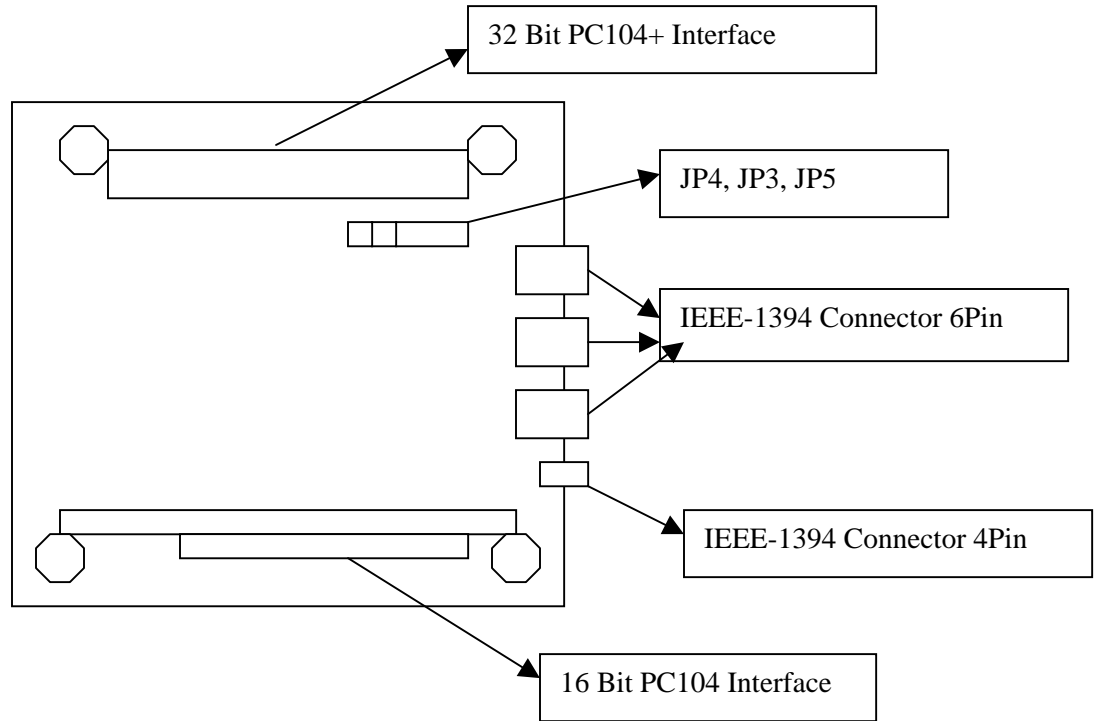 32 Bit PC104+ Interface
JP4, JP3, JP5
IEEE-1394 Connector 6Pin
IEEE-1394 Connector 4Pin
16 Bit PC104 Interface